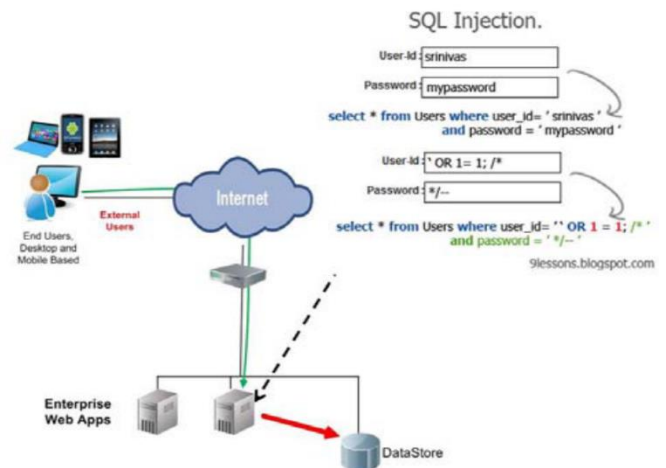 SQL Injection.
User-Id: srinivas
Password: mypassword
select * from Users where user_id= ' srinivas '
and password = ' mypassword '
User-Id: ' OR 1= 1; /*
Password: */--
select * from Users where user_id= '' OR 1 = 1; /* '
and password = ' */-- '
9lessons.blogspot.com
Internet
External
Users
End Users,
Desktop and
Mobile Based
Enterprise
Web Apps
DataStore